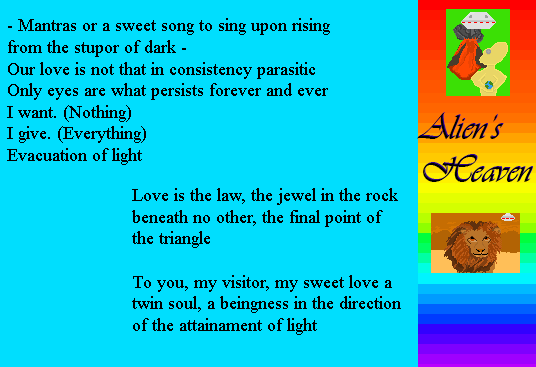 - Mantras or a sweet song to sing upon rising
from the stupor of dark -
Our love is not that in consistency parasitic
Only eyes are what persists forever and ever
I want. (Nothing)
I give. (Everything)
Evacuation of light
Love is the law, the jewel in the rock
beneath no other, the final point of
the triangle
To you, my visitor, my sweet love a
twin soul, a beingness in the direction
of the attainament of light
Alien's
Heaven